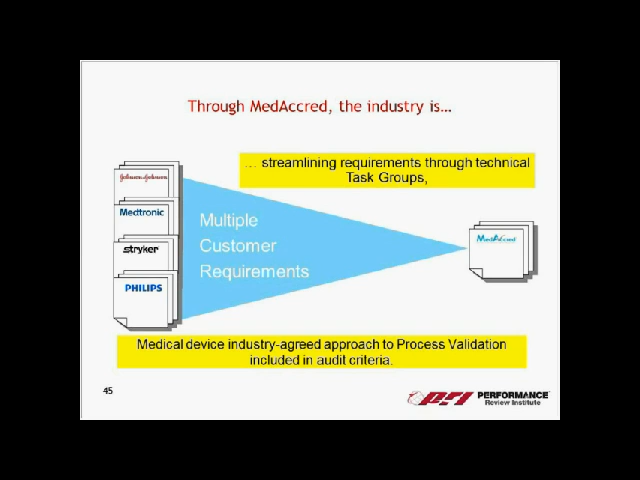 Through MedAccred, the industry is...
... streamlining requirements through technical
Task Groups,
Johnson & Johnson
Medtronic
stryker
PHILIPS
Multiple
Customer
Requirements
MedAccred
Medical device industry-agreed approach to Process Validation
included in audit criteria.
45
PRI PERFORMANCE
Review Institute